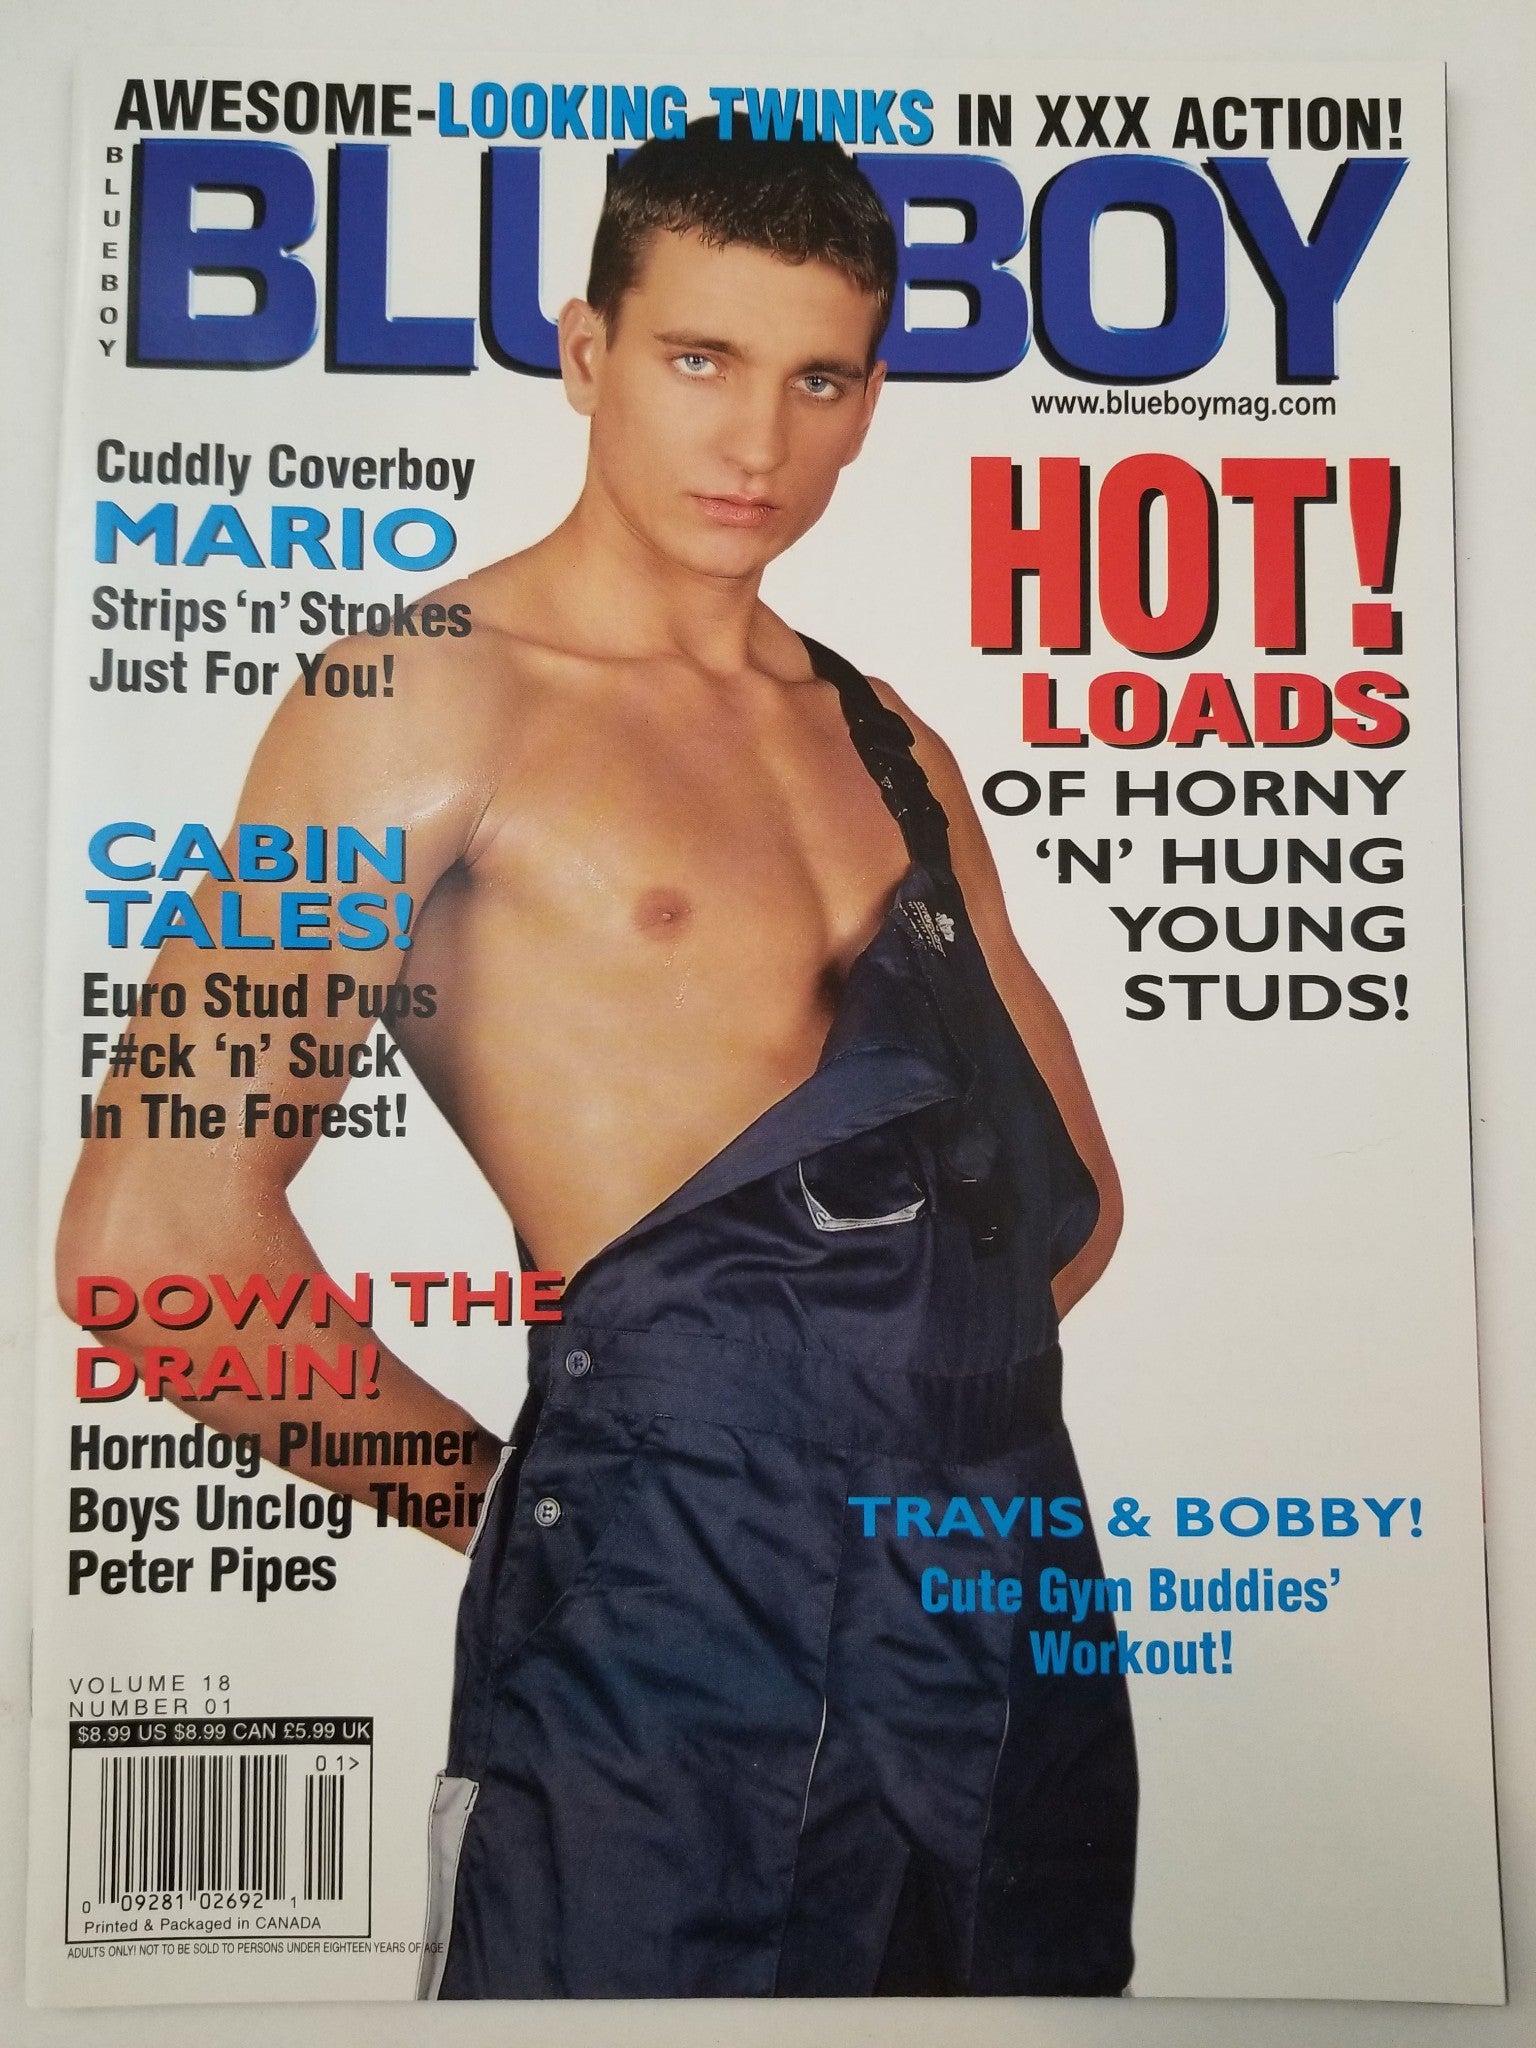 AWESOME-LOOKING TWINKS IN XXX ACTION!
BLUEBOY
BLUEBOY
www.blueboymag.com
Cuddly Coverboy
MARIO
Strips 'n' Strokes
Just For You!
HOT!
LOADS
OF HORNY
'N' HUNG
YOUNG
STUDS!
CABIN
TALES!
Euro Stud Pups
F#ck 'n' Suck
In The Forest!
DOWN THE
DRAIN!
Horndog Plummer
Boys Unclog Their
Peter Pipes
TRAVIS & BOBBY!
Cute Gym Buddies'
Workout!
VOLUME 18
NUMBER 01
$8.99 US $8.99 CAN £5.99 UK
01>
0 09281 02692 1
Printed & Packaged in CANADA
ADULTS ONLY! NOT TO BE SOLD TO PERSONS UNDER EIGHTEEN YEARS OF AGE